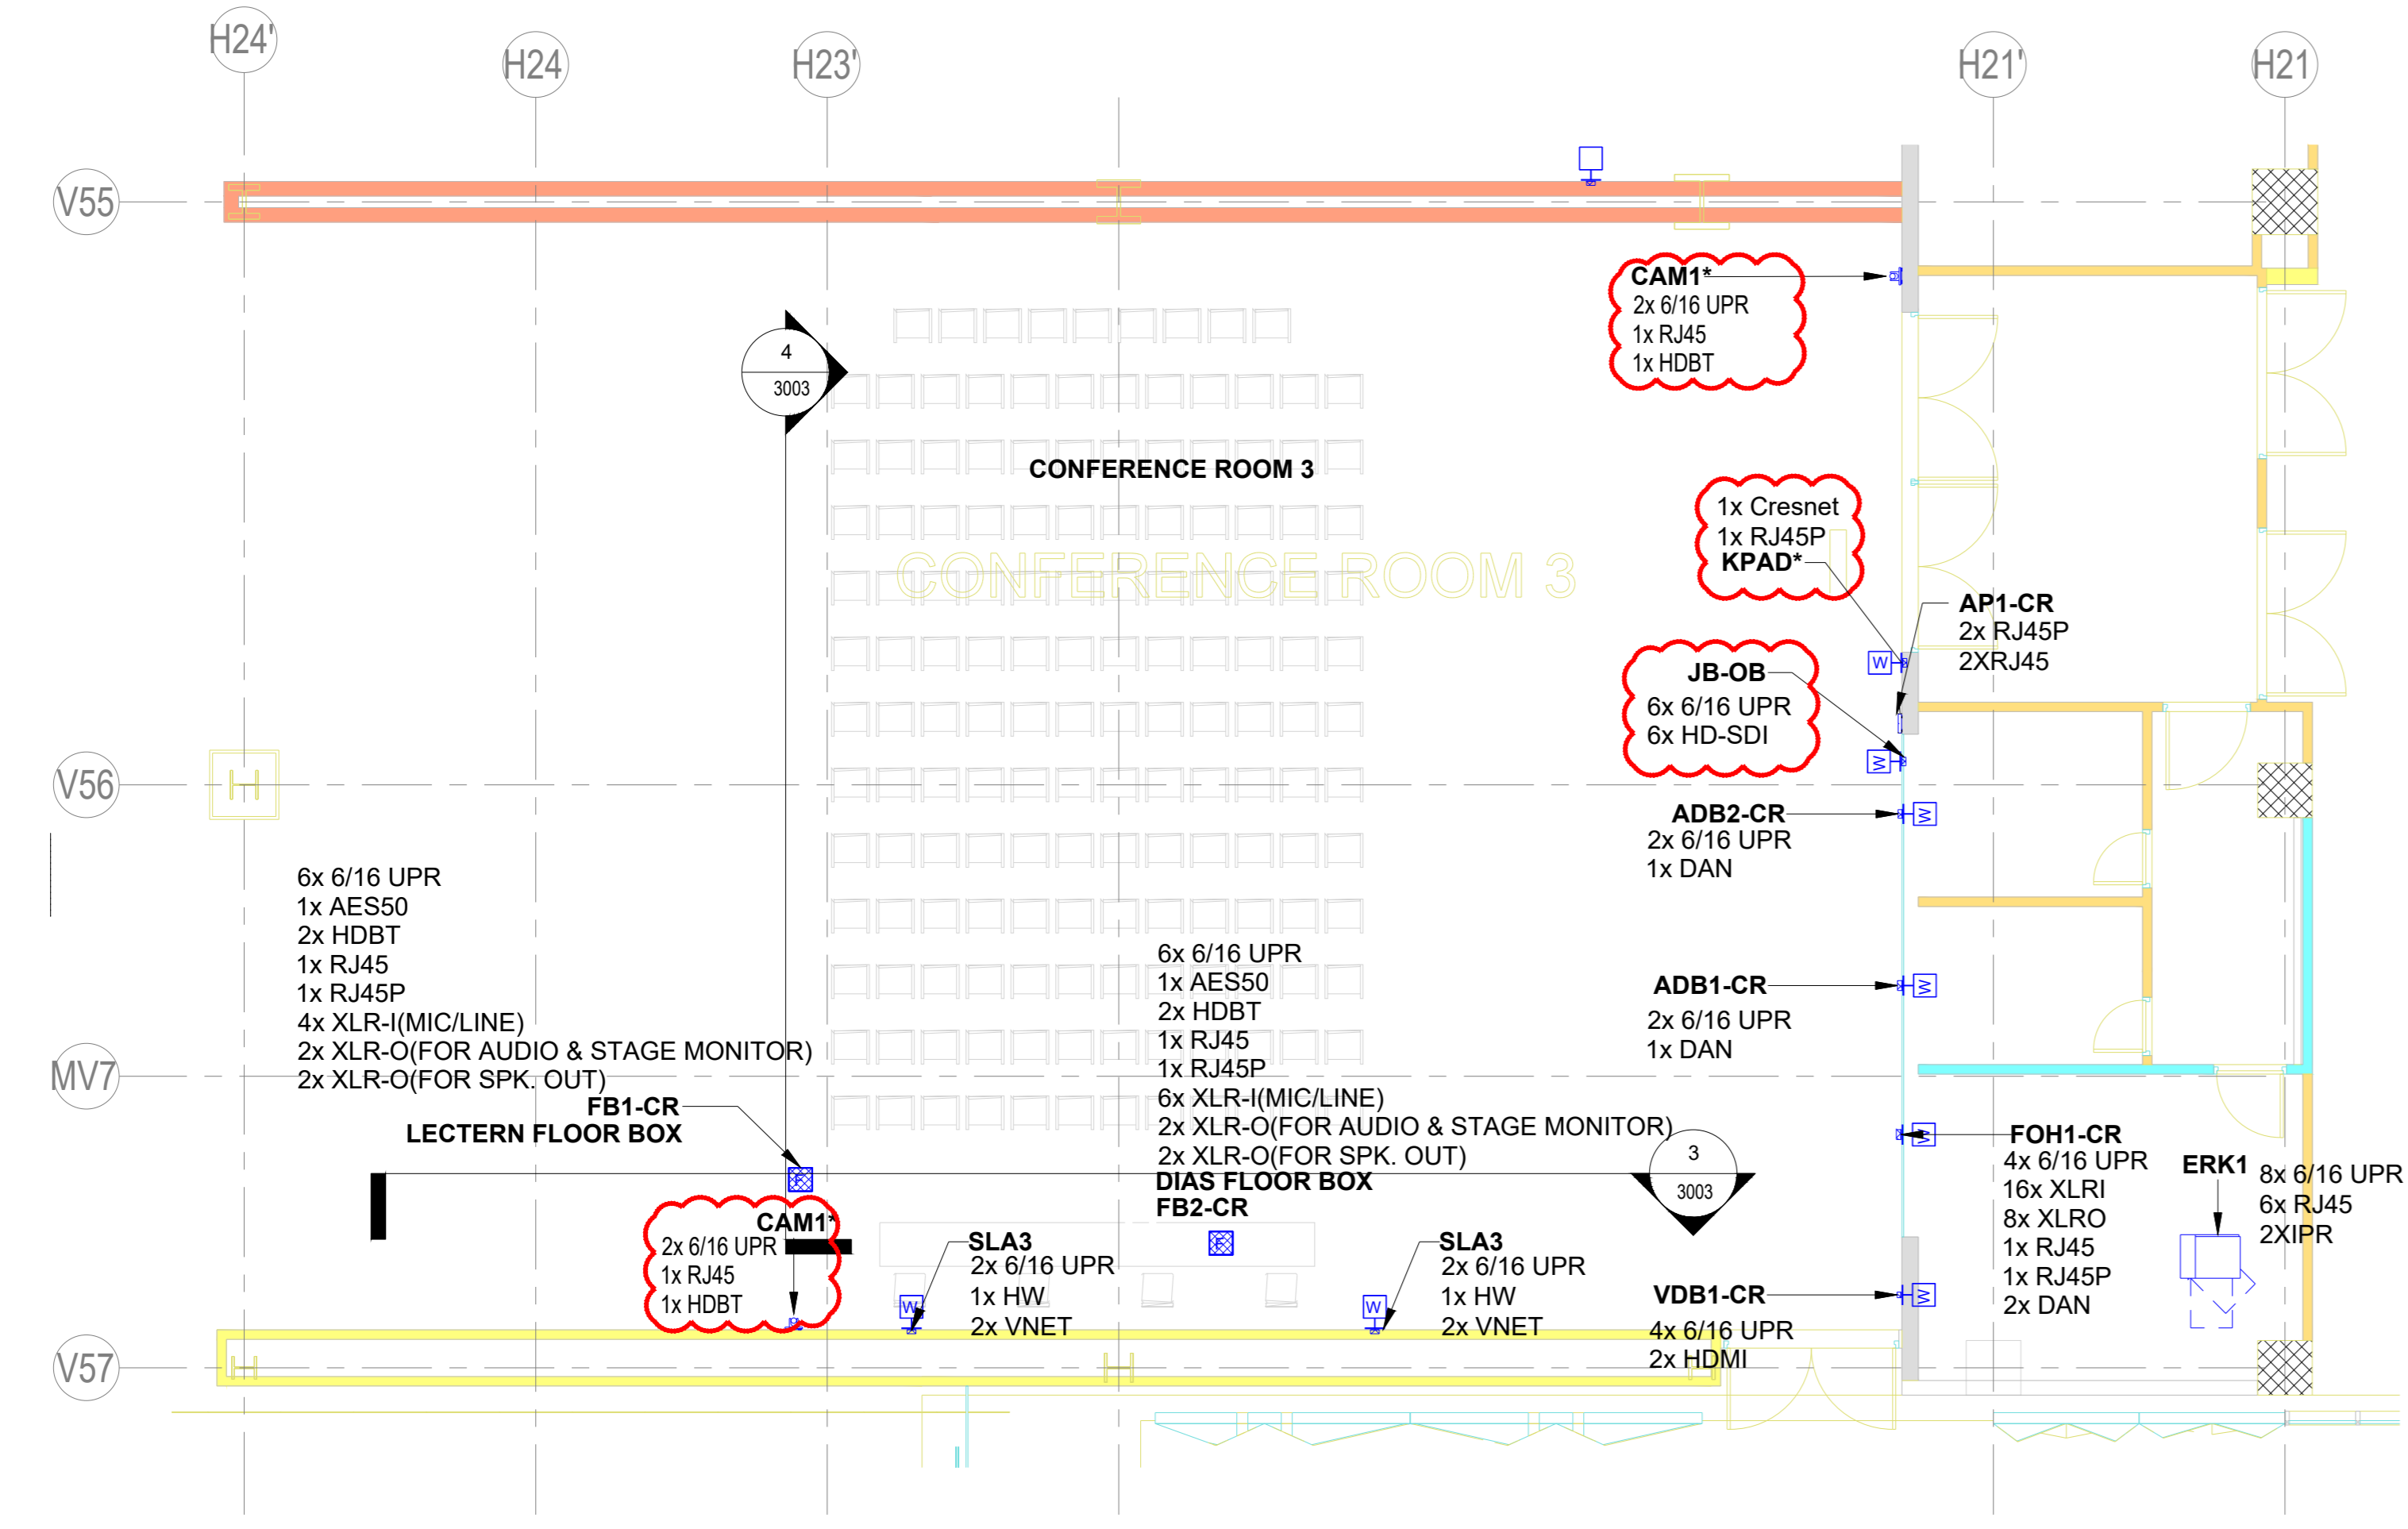 H24'
H24
H23'
H21'
H21
V55
CAM1*
2x 6/16 UPR
1x RJ45
1x HDBT
4
3003
CONFERENCE ROOM 3
1x Cresnet
1x RJ45P
KPAD*
CONFERENCE ROOM 3
AP1-CR
2x RJ45P
2XRJ45
W
JB-OB
6x 6/16 UPR
6x HD-SDI
W
V56
ADB2-CR
2x 6/16 UPR
1x DAN
W
6x 6/16 UPR
1x AES50
2x HDBT
1x RJ45
1x RJ45P
4x XLR-I(MIC/LINE)
2x XLR-O(FOR AUDIO & STAGE MONITOR)
2x XLR-O(FOR SPK. OUT)
FB1-CR
LECTERN FLOOR BOX
F
6x 6/16 UPR
1x AES50
2x HDBT
1x RJ45
1x RJ45P
6x XLR-I(MIC/LINE)
2x XLR-O(FOR AUDIO & STAGE MONITOR)
2x XLR-O(FOR SPK. OUT)
DIAS FLOOR BOX
FB2-CR
F
ADB1-CR
2x 6/16 UPR
1x DAN
W
MV7
3
3003
W
FOH1-CR
4x 6/16 UPR
16x XLRI
8x XLRO
1x RJ45
1x RJ45P
2x DAN
ERK1
8x 6/16 UPR
6x RJ45
2XIPR
CAM1*
2x 6/16 UPR
1x RJ45
1x HDBT
SLA3
2x 6/16 UPR
1x HW
2x VNET
W
SLA3
2x 6/16 UPR
1x HW
2x VNET
W
VDB1-CR
4x 6/16 UPR
2x HDMI
W
V57